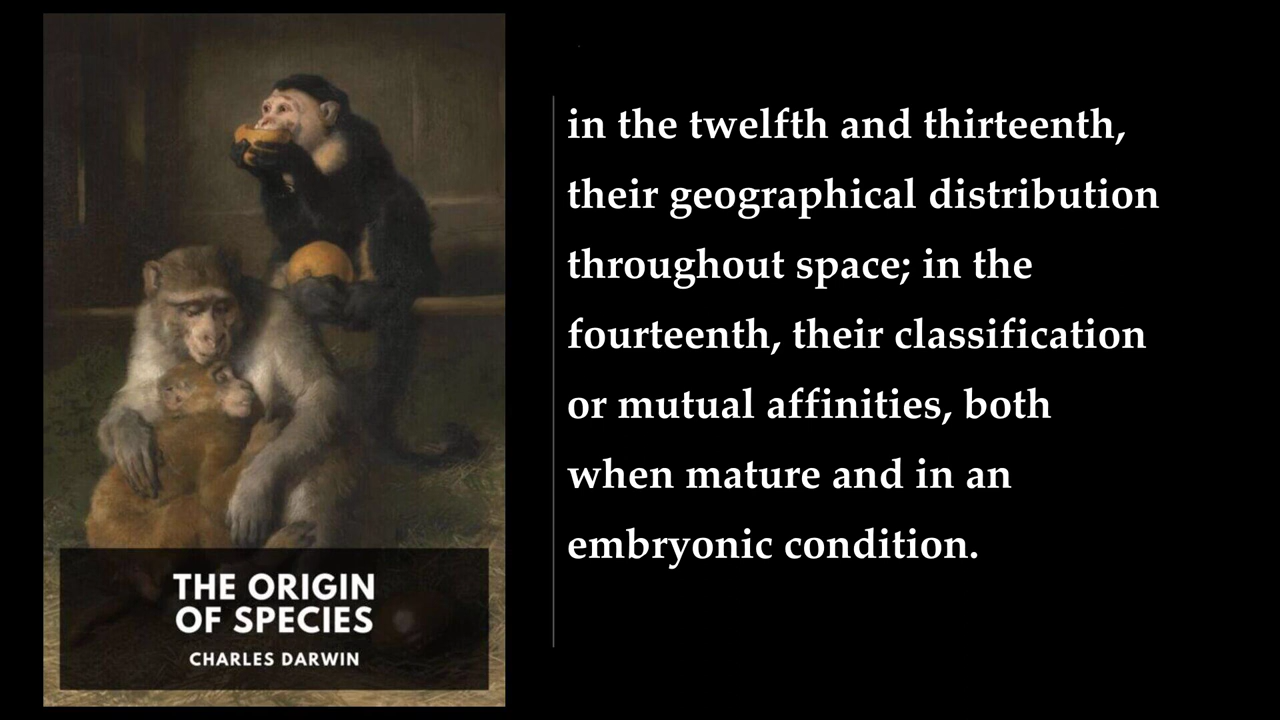 THE ORIGIN
OF SPECIES
CHARLES DARWIN
in the twelfth and thirteenth,
their geographical distribution
throughout space; in the
fourteenth, their classification
or mutual affinities, both
when mature and in an
embryonic condition.